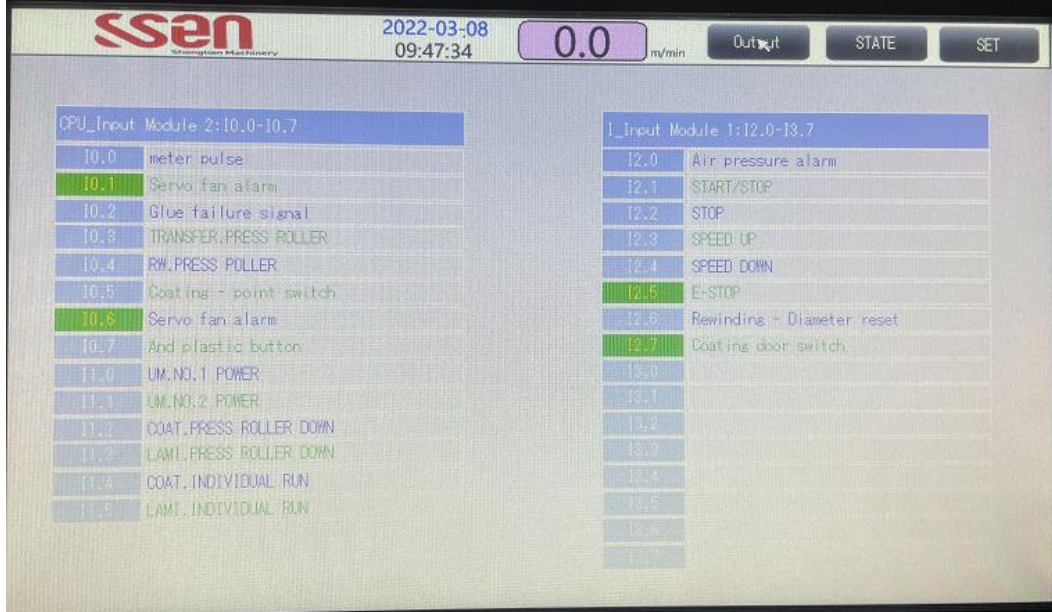 SSen
Shengtian Machinery
2022-03-08
09:47:34
0.0 m/min
Output
STATE
SET
CPU_Input Module 2:I0.0-I0.7
I0.0 meter pulse
I0.1 Servo fan alarm
I0.2 Glue failure signal
I0.3 TRANSFER.PRESS ROLLER
I0.4 RW.PRESS POLLER
I0.5 Coating - point switch
I0.6 Servo fan alarm
I0.7 And plastic button
I1.0 UM.NO.1 POWER
I1.1 UM.NO.2 POWER
I1.2 COAT.PRESS ROLLER DOWN
I1.3 LAMI.PRESS ROLLER DOWN
I1.4 COAT.INDIVIDUAL RUN
I1.5 LAMI.INDIVIDUAL RUN
I_Input Module 1:I2.0-I3.7
I2.0 Air pressure alarm
I2.1 START/STOP
I2.2 STOP
I2.3 SPEED UP
I2.4 SPEED DOWN
I2.5 E-STOP
I2.6 Rewinding - Diameter reset
I2.7 Coating door switch
I3.0
I3.1
I3.2
I3.3
I3.4
I3.5
I3.6
I3.7